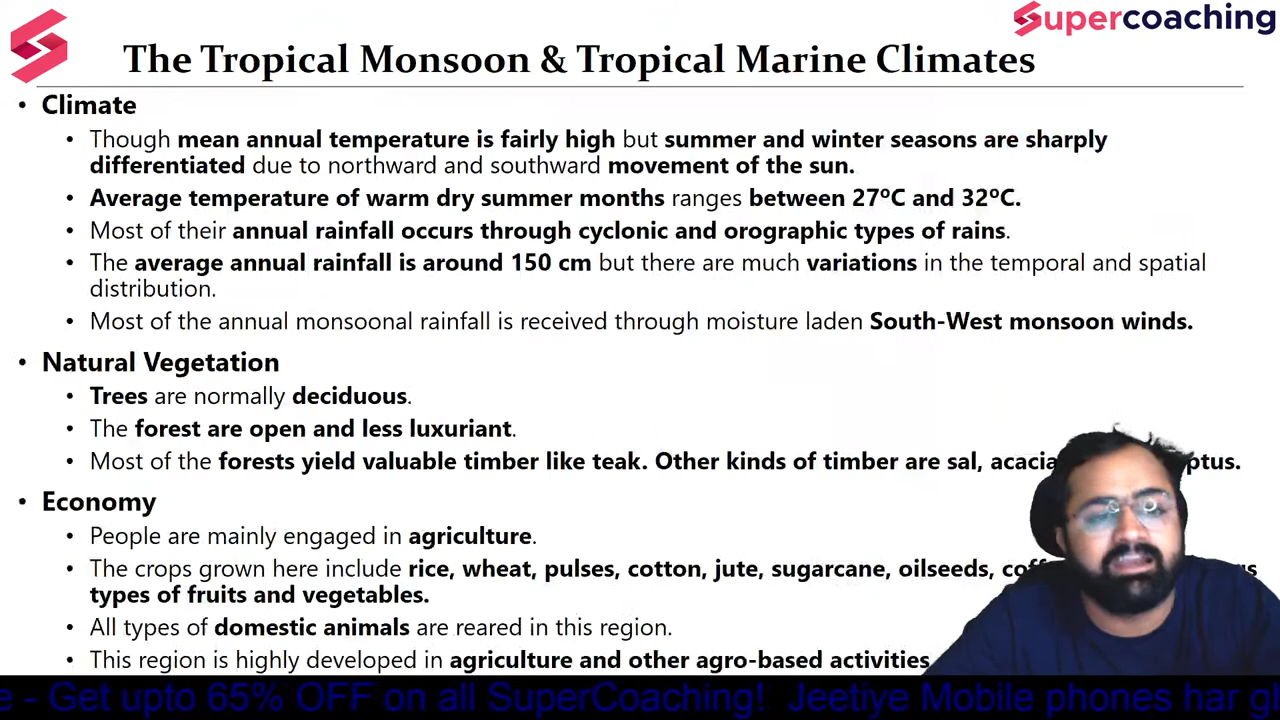 Supercoaching
The Tropical Monsoon & Tropical Marine Climates
• Climate
• Though mean annual temperature is fairly high but summer and winter seasons are sharply
differentiated due to northward and southward movement of the sun.
• Average temperature of warm dry summer months ranges between 27ºC and 32ºC.
• Most of their annual rainfall occurs through cyclonic and orographic types of rains.
• The average annual rainfall is around 150 cm but there are much variations in the temporal and spatial
distribution.
• Most of the annual monsoonal rainfall is received through moisture laden South-West monsoon winds.
• Natural Vegetation
• Trees are normally deciduous.
• The forest are open and less luxuriant.
• Most of the forests yield valuable timber like teak. Other kinds of timber are sal, acacia
• Economy
• People are mainly engaged in agriculture.
• The crops grown here include rice, wheat, pulses, cotton, jute, sugarcane, oilseeds,
types of fruits and vegetables.
• All types of domestic animals are reared in this region.
• This region is highly developed in agriculture and other agro-based activities
- Get upto 65% OFF on all SuperCoaching! Jeetiye Mobile phones har